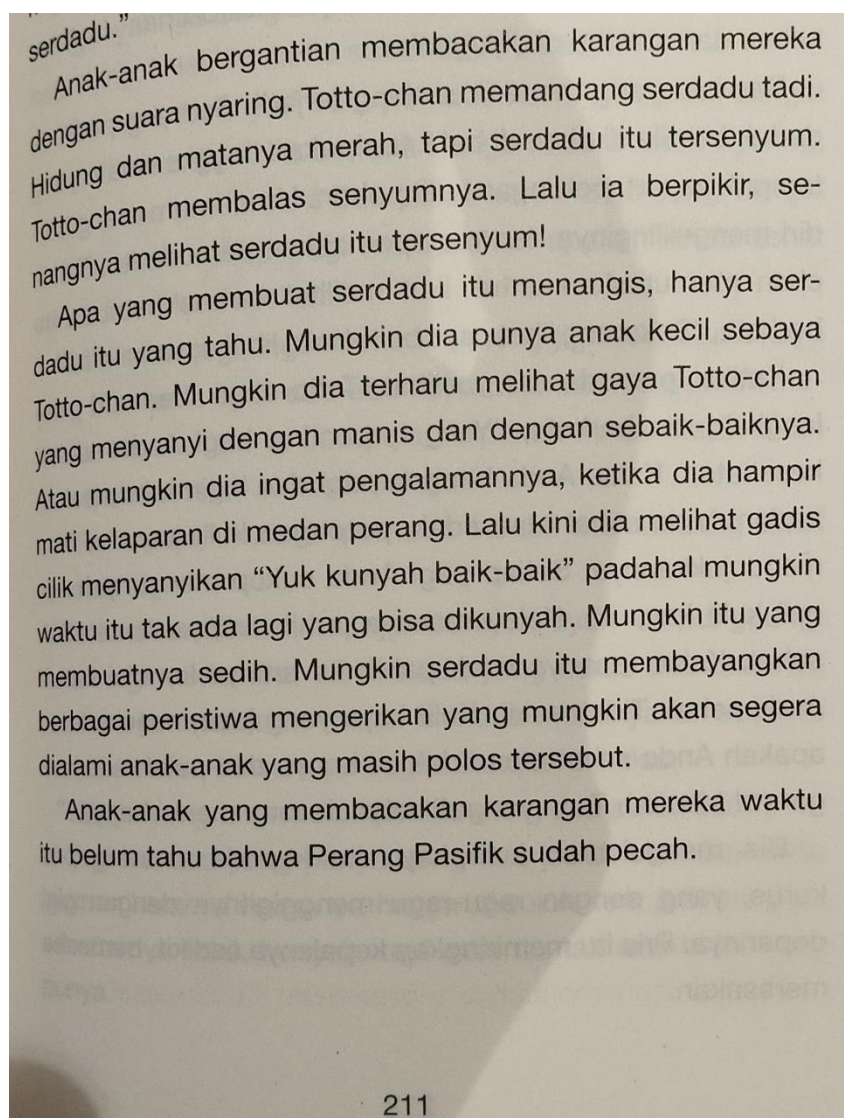 serdadu.”
Anak-anak bergantian membacakan karangan mereka
dengan suara nyaring. Totto-chan memandang serdadu tadi.
Hidung dan matanya merah, tapi serdadu itu tersenyum.
Totto-chan membalas senyumnya. Lalu ia berpikir, se-
nangnya melihat serdadu itu tersenyum!
Apa yang membuat serdadu itu menangis, hanya ser-
dadu itu yang tahu. Mungkin dia punya anak kecil sebaya
Totto-chan. Mungkin dia terharu melihat gaya Totto-chan
yang menyanyi dengan manis dan dengan sebaik-baiknya.
Atau mungkin dia ingat pengalamannya, ketika dia hampir
mati kelaparan di medan perang. Lalu kini dia melihat gadis
cilik menyanyikan “Yuk kunyah baik-baik” padahal mungkin
waktu itu tak ada lagi yang bisa dikunyah. Mungkin itu yang
membuatnya sedih. Mungkin serdadu itu membayangkan
berbagai peristiwa mengerikan yang mungkin akan segera
dialami anak-anak yang masih polos tersebut.
Anak-anak yang membacakan karangan mereka waktu
itu belum tahu bahwa Perang Pasifik sudah pecah.
211